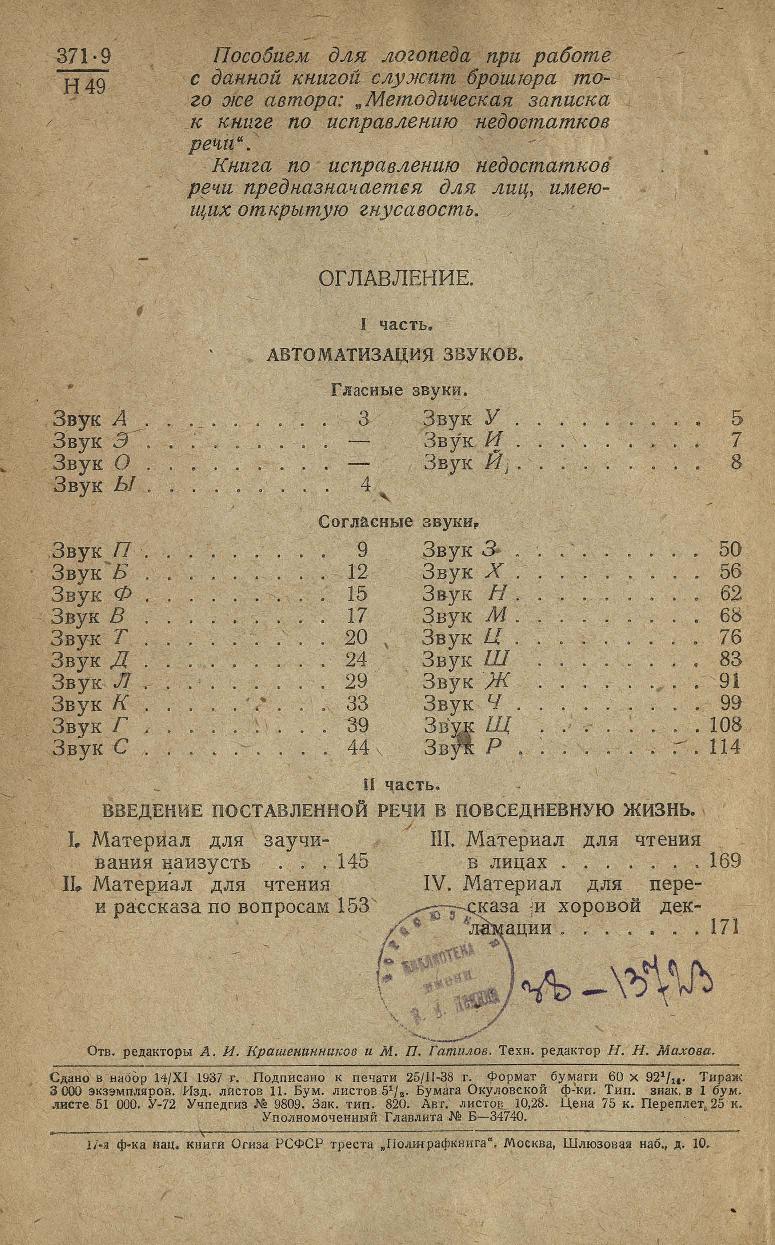 371·9
Н 49
Пособием для логопеда при работе
с данной книгой служит брошюра то-
го же автора: „Методическая записка
к книге по исправлению недостатков
речи“.
Книга по исправлению недостатков
речи предназначается для лиц, имею-
щих открытую гнусавость.
ОГЛАВЛЕНИЕ.
I часть.
АВТОМАТИЗАЦИЯ ЗВУКОВ.
Гласные звуки.
Звук А . . . . . . . . . 3
Звук Э . . . . . . . . . —
Звук О . . . . . . . . . —
Звук Ы . . . . . . . . . 4
Звук У . . . . . . . . . 5
Звук И . . . . . . . . . 7
Звук Й . . . . . . . . . 8
Согласные звуки.
Звук П . . . . . . . . . 9
Звук Б . . . . . . . . . 12
Звук Ф . . . . . . . . . 15
Звук В . . . . . . . . . 17
Звук Т . . . . . . . . . 20
Звук Д . . . . . . . . . 24
Звук Л . . . . . . . . . 29
Звук К . . . . . . . . . 33
Звук Г . . . . . . . . . 39
Звук С . . . . . . . . . 44
Звук З . . . . . . . . . 50
Звук Х . . . . . . . . . 56
Звук Н . . . . . . . . . 62
Звук М . . . . . . . . . 68
Звук Ц . . . . . . . . . 76
Звук Ш . . . . . . . . 83
Звук Ж . . . . . . . . 91
Звук Ч . . . . . . . . . 99
Звук Щ . . . . . . . . 108
Звук Р . . . . . . . . . 114
II часть.
ВВЕДЕНИЕ ПОСТАВЛЕННОЙ РЕЧИ В ПОВСЕДНЕВНУЮ ЖИЗНЬ.
I. Материал для заучи-
вания наизусть . . . 145
II. Материал для чтения
и рассказа по вопросам 153
III. Материал для чтения
в лицах . . . . . . . 169
IV. Материал для пере-
сказа и хоровой дек-
ламации . . . . . . . 171
БИБЛИОТЕКА
имени
В. И. Ленина
38-13723
Отв. редакторы А. И. Крашенинников и М. П. Гатилов. Техн. редактор Н. Н. Махова.
Сдано в набор 14/XI 1937 г. Подписано к печати 25/II-38 г. Формат бумаги 60 × 92¹/₁₆. Тираж
3 000 экземпляров. Изд. листов 11. Бум. листов 5¹/₂. Бумага Окуловской ф-ки. Тип. знак. в 1 бум.
листе 51 000. У-72 Учпедгиз № 9809. Зак. тип. 820. Авт. листов 10,28. Цена 75 к. Переплет 25 к.
Уполномоченный Главлита № Б—34740.
17-я ф-ка нац. книги Огиза РСФСР треста „Полиграфкнига“. Москва, Шлюзовая наб., д. 10.